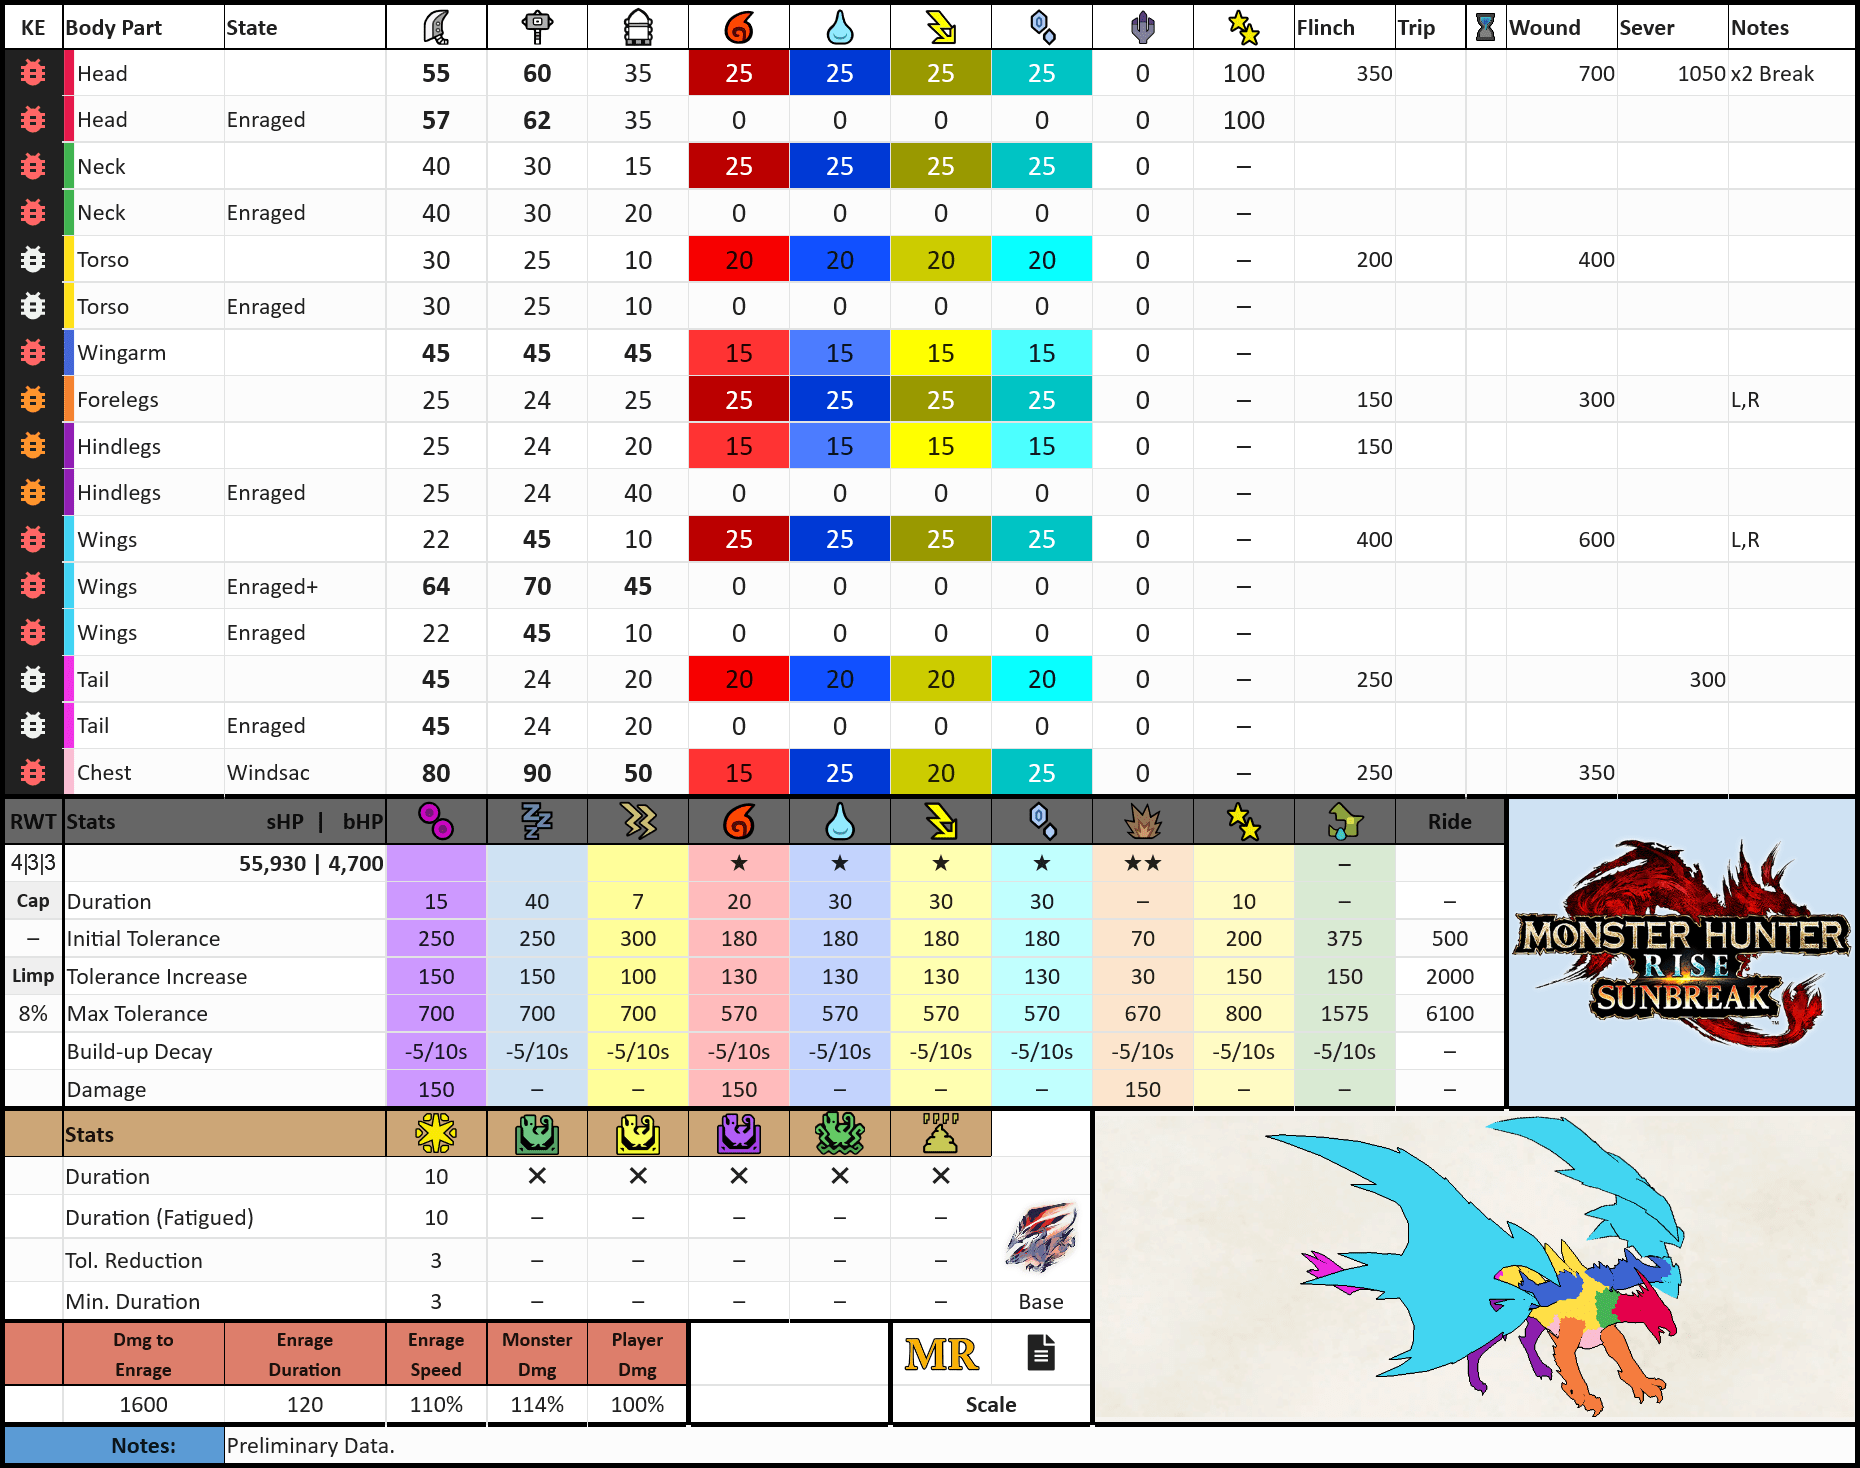 KE Body Part State Flinch Trip Wound Sever Notes
Head 55 60 35 25 25 25 25 0 100 350 700 1050 x2 Break
Head Enraged 57 62 35 0 0 0 0 0 100
Neck 40 30 15 25 25 25 25 0 –
Neck Enraged 40 30 20 0 0 0 0 0 –
Torso 30 25 10 20 20 20 20 0 – 200 400
Torso Enraged 30 25 10 0 0 0 0 0 –
Wingarm 45 45 45 15 15 15 15 0 –
Forelegs 25 24 25 25 25 25 25 0 – 150 300 L,R
Hindlegs 25 24 20 15 15 15 15 0 – 150
Hindlegs Enraged 25 24 40 0 0 0 0 0 –
Wings 22 45 10 25 25 25 25 0 – 400 600 L,R
Wings Enraged+ 64 70 45 0 0 0 0 0 –
Wings Enraged 22 45 10 0 0 0 0 0 –
Tail 45 24 20 20 20 20 20 0 – 250 300
Tail Enraged 45 24 20 0 0 0 0 0 –
Chest Windsac 80 90 50 15 25 20 25 0 – 250 350
RWT Stats sHP | bHP Ride
4|3|3 55,930 | 4,700 ★ ★ ★ ★ ★★ –
Cap Duration 15 40 7 20 30 30 30 – 10 – –
– Initial Tolerance 250 250 300 180 180 180 180 70 200 375 500
Limp Tolerance Increase 150 150 100 130 130 130 130 30 150 150 2000
8% Max Tolerance 700 700 700 570 570 570 570 670 800 1575 6100
Build-up Decay -5/10s -5/10s -5/10s -5/10s -5/10s -5/10s -5/10s -5/10s -5/10s -5/10s –
Damage 150 – – 150 – – – 150 – – –
MONSTER HUNTER
RISE
SUNBREAK
™
Stats
Duration 10 ✕ ✕ ✕ ✕ ✕
Duration (Fatigued) 10 – – – – –
Tol. Reduction 3 – – – – –
Min. Duration 3 – – – – – Base
Dmg to Enrage Enrage Monster Player
Enrage Duration Speed Dmg Dmg
MR
1600 120 110% 114% 100% Scale
Notes: Preliminary Data.